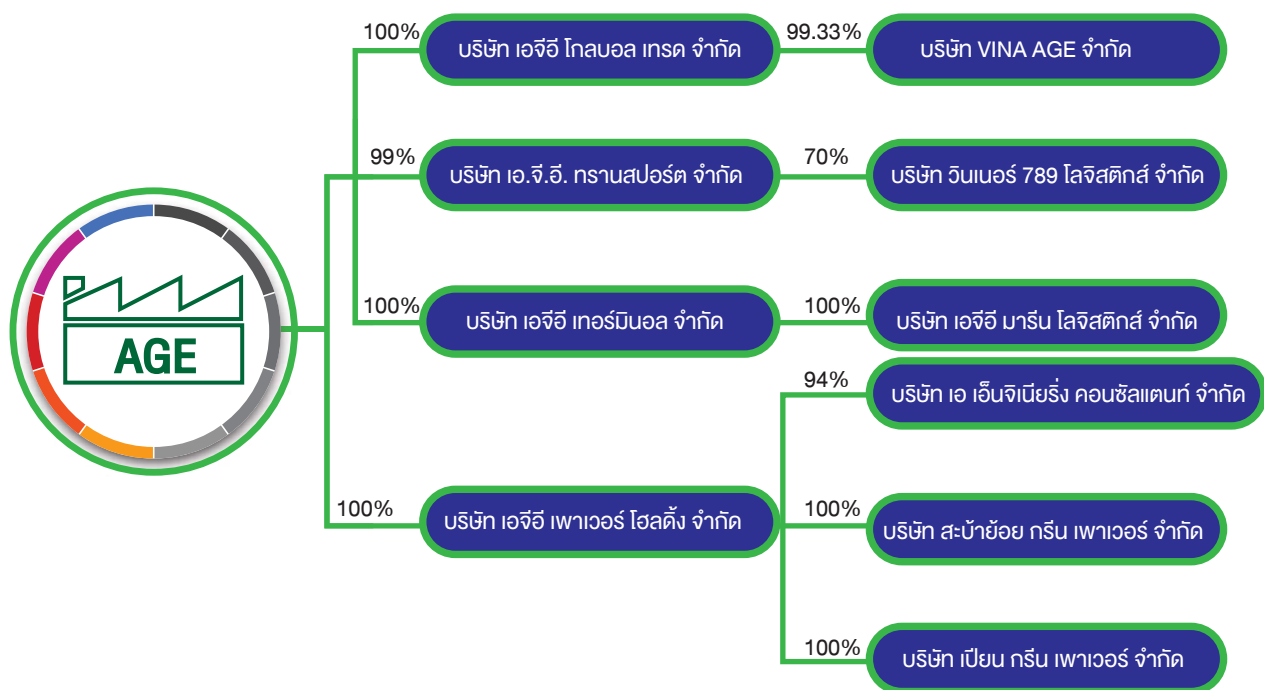 100%
บริษัท เอจีอี โกลบอล เทรด จำกัด
99.33%
บริษัท VINA AGE จำกัด
99%
บริษัท เอ.จี.อี. ทรานสปอร์ต จำกัด
70%
บริษัท วินเนอร์ 789 โลจิสติกส์ จำกัด
100%
บริษัท เอจีอี เทอร์มินอล จำกัด
100%
บริษัท เอจีอี มารีน โลจิสติกส์ จำกัด
AGE
94%
บริษัท เอ เอ็นจิเนียริ่ง คอนซัลแตนท์ จำกัด
100%
บริษัท เอจีอี เพาเวอร์ โฮลดิ้ง จำกัด
100%
บริษัท สะบ้าย้อย กรีน เพาเวอร์ จำกัด
100%
บริษัท เปียน กรีน เพาเวอร์ จำกัด